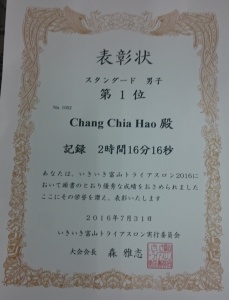 表彰状
スタンダード 男子
第1位
Chang Chia Hao 殿
記録 2時間16分16秒
あなたは、いきいき富山トライアスロン2016に
おいて頭書のとおり優秀な成績をおさめられました
ここにその栄誉を讃え、表彰いたします
2016年7月31日
いきいき富山トライアスロン実行委員会
大会会長 森 雅志